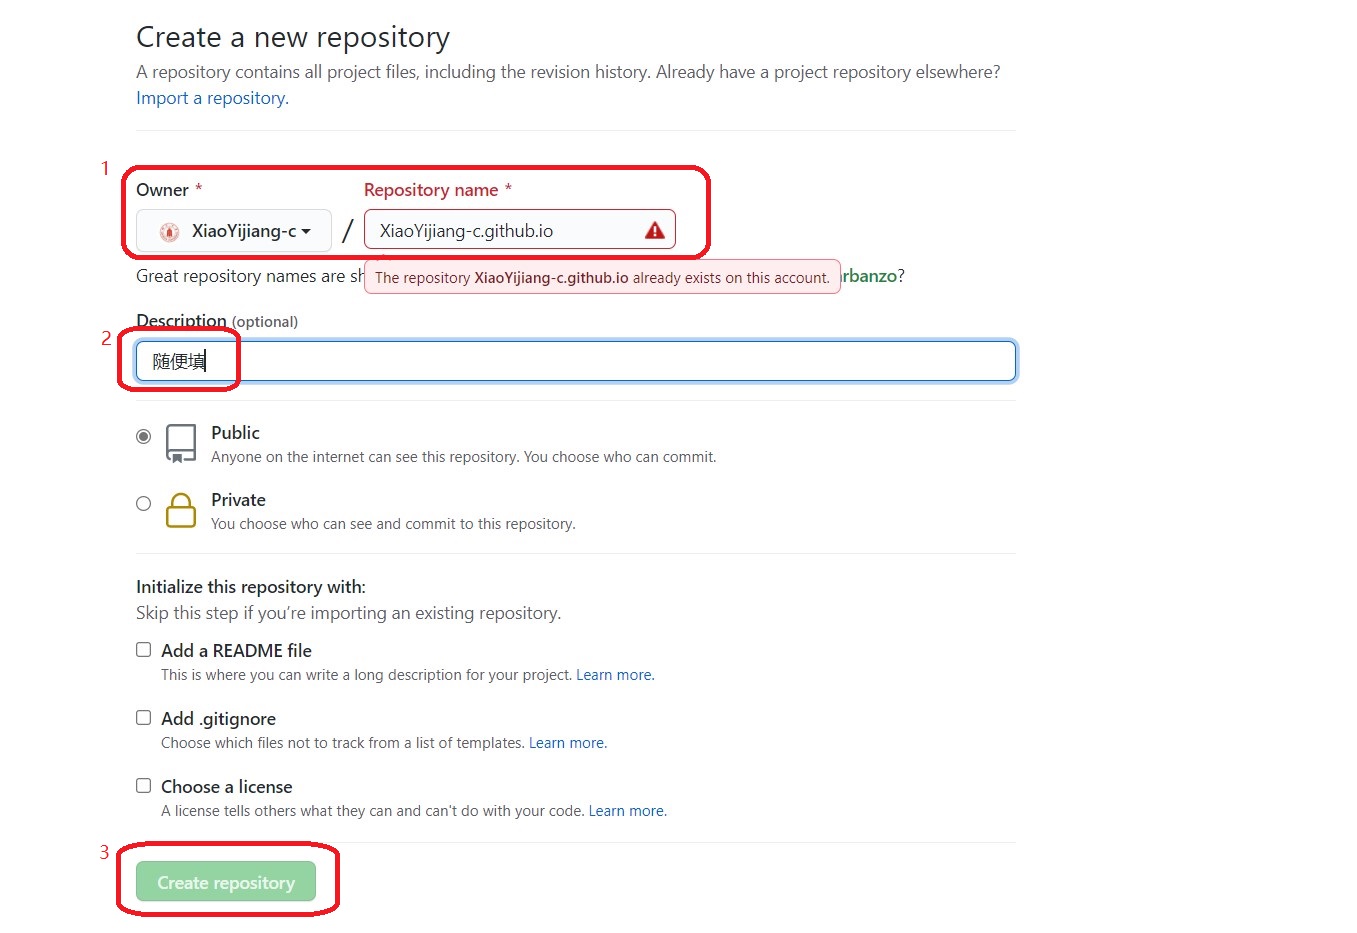 Create a new repository
A repository contains all project files, including the revision history. Already have a project repository elsewhere?
Import a repository.
1
Owner * Repository name *
XiaoYijiang-c / XiaoYijiang-c.github.io
Great repository names are sh rbanzo?
The repository XiaoYijiang-c.github.io already exists on this account.
Description (optional)
2
随便填
Public
Anyone on the internet can see this repository. You choose who can commit.
Private
You choose who can see and commit to this repository.
Initialize this repository with:
Skip this step if you’re importing an existing repository.
Add a README file
This is where you can write a long description for your project. Learn more.
Add .gitignore
Choose which files not to track from a list of templates. Learn more.
Choose a license
A license tells others what they can and can't do with your code. Learn more.
3
Create repository